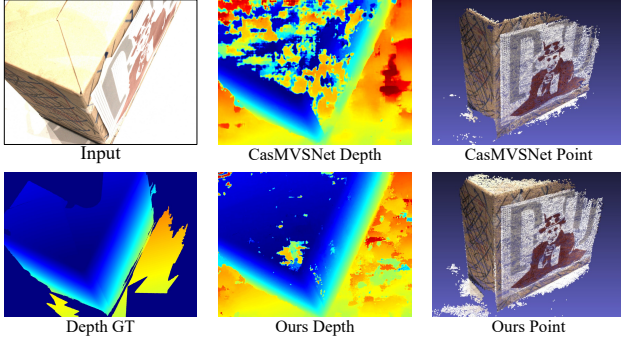 Input
CasMVSNet Depth
CasMVSNet Point
Depth GT
Ours Depth
Ours Point